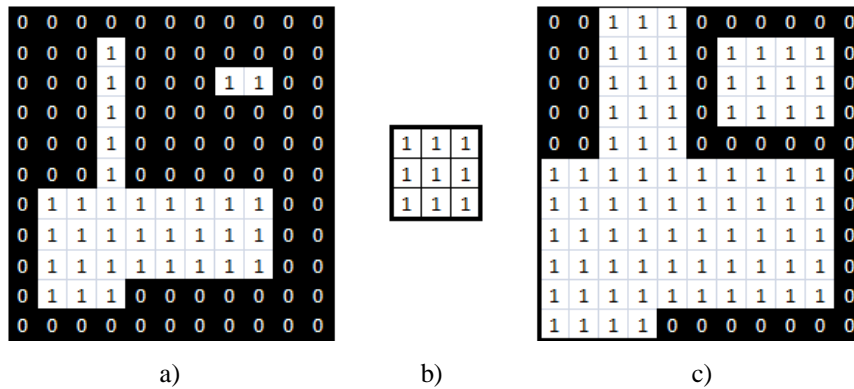 0 0 0 0 0 0 0 0 0 0 0
0 0 0 1 0 0 0 0 0 0 0
0 0 0 1 0 0 0 1 1 0 0
0 0 0 1 0 0 0 0 0 0 0
0 0 0 1 0 0 0 0 0 0 0
0 0 0 1 0 0 0 0 0 0 0
0 1 1 1 1 1 1 1 1 0 0
0 1 1 1 1 1 1 1 1 0 0
0 1 1 1 1 1 1 1 1 0 0
0 1 1 1 0 0 0 0 0 0 0
0 0 0 0 0 0 0 0 0 0 0
a)
1 1 1
1 1 1
1 1 1
b)
0 0 1 1 1 0 0 0 0 0 0
0 0 1 1 1 0 1 1 1 1 0
0 0 1 1 1 0 1 1 1 1 0
0 0 1 1 1 0 1 1 1 1 0
0 0 1 1 1 0 0 0 0 0 0
1 1 1 1 1 1 1 1 1 1 0
1 1 1 1 1 1 1 1 1 1 0
1 1 1 1 1 1 1 1 1 1 0
1 1 1 1 1 1 1 1 1 1 0
1 1 1 1 1 1 1 1 1 1 0
1 1 1 1 0 0 0 0 0 0 0
c)